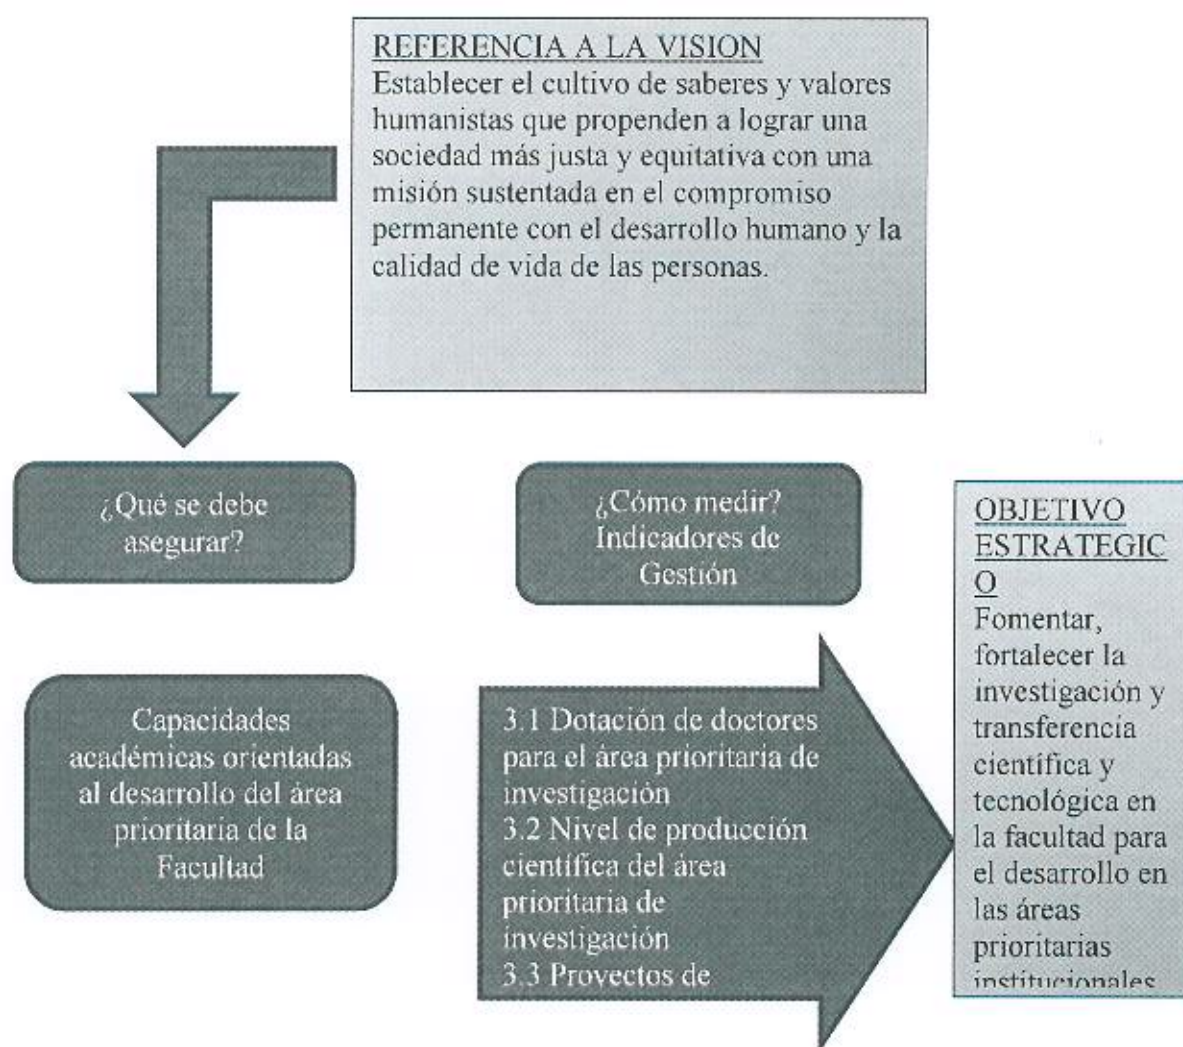 REFERENCIA A LA VISION
Establecer el cultivo de saberes y valores
humanistas que propenden a lograr una
sociedad más justa y equitativa con una
misión sustentada en el compromiso
permanente con el desarrollo humano y la
calidad de vida de las personas.
¿Qué se debe
asegurar?
¿Cómo medir?
Indicadores de
Gestión
Capacidades
académicas orientadas
al desarrollo del área
prioritaria de la
Facultad
3.1 Dotación de doctores
para el área prioritaria de
investigación
3.2 Nivel de producción
científica del área
prioritaria de
investigación
3.3 Proyectos de
OBJETIVO
ESTRATEGIC
O
Fomentar,
fortalecer la
investigación y
transferencia
científica y
tecnológica en
la facultad para
el desarrollo en
las áreas
prioritarias
institucionales